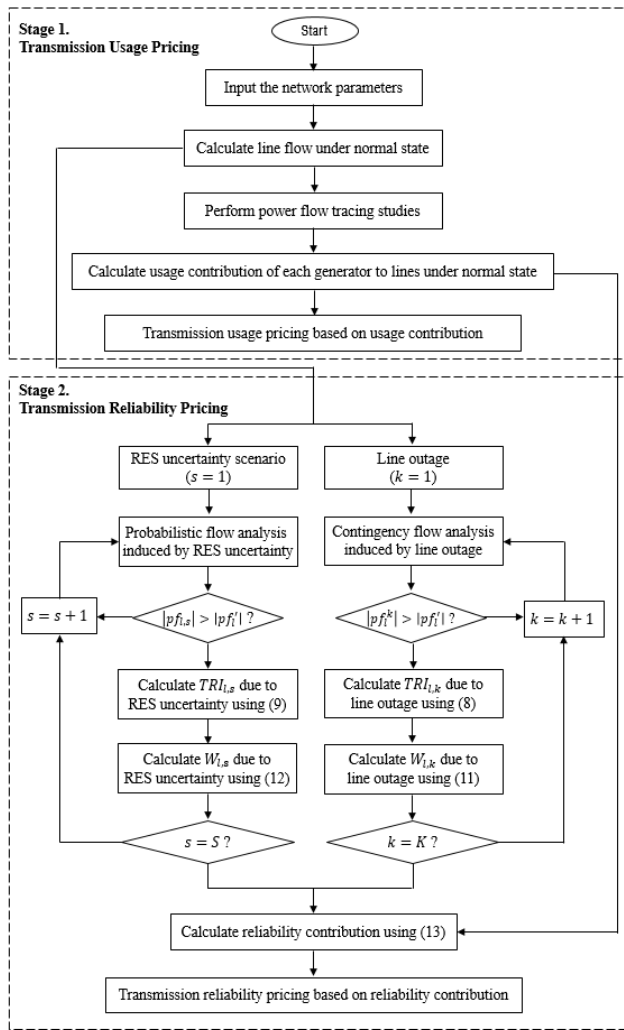 Stage 1.
Transmission Usage Pricing
Start
Input the network parameters
Calculate line flow under normal state
Perform power flow tracing studies
Calculate usage contribution of each generator to lines under normal state
Transmission usage pricing based on usage contribution
Stage 2.
Transmission Reliability Pricing
RES uncertainty scenario
(s = 1)
Line outage
(k = 1)
Probabilistic flow analysis
induced by RES uncertainty
Contingency flow analysis
induced by line outage
s = s + 1
|pf_{l,s}| > |pf_l'| ?
|pf_l^k| > |pf_l'| ?
k = k + 1
Calculate TRI_{l,s} due to
RES uncertainty using (9)
Calculate TRI_{l,k} due to
line outage using (8)
Calculate W_{l,s} due to
RES uncertainty using (12)
Calculate W_{l,k} due to
line outage using (11)
s = S ?
k = K ?
Calculate reliability contribution using (13)
Transmission reliability pricing based on reliability contribution